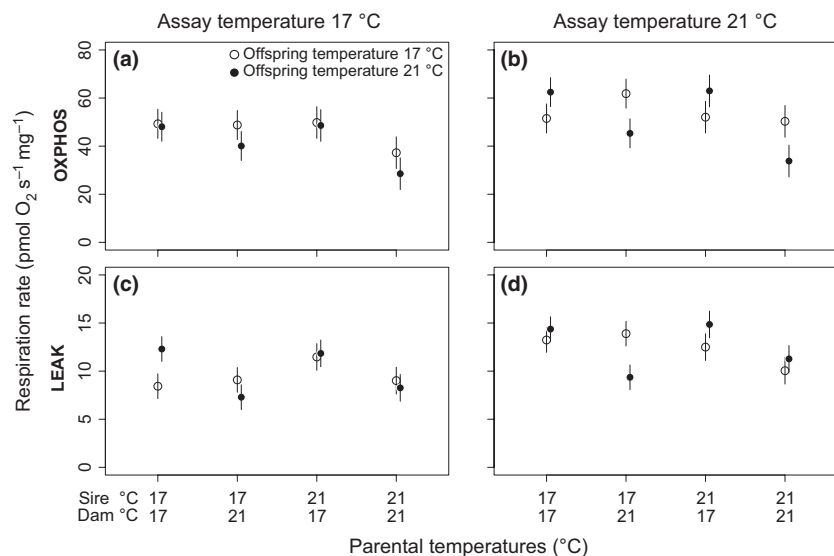 Assay temperature 17 °C
Assay temperature 21 °C
(a)
Offspring temperature 17 °C
Offspring temperature 21 °C
(b)
80
60
40
20
0
OXPHOS
Respiration rate (pmol O₂ s⁻¹ mg⁻¹)
(c)
(d)
20
15
10
5
0
LEAK
Sire °C 17 17 21 21 17 17 21 21
Dam °C 17 21 17 21 17 21 17 21
Parental temperatures (°C)